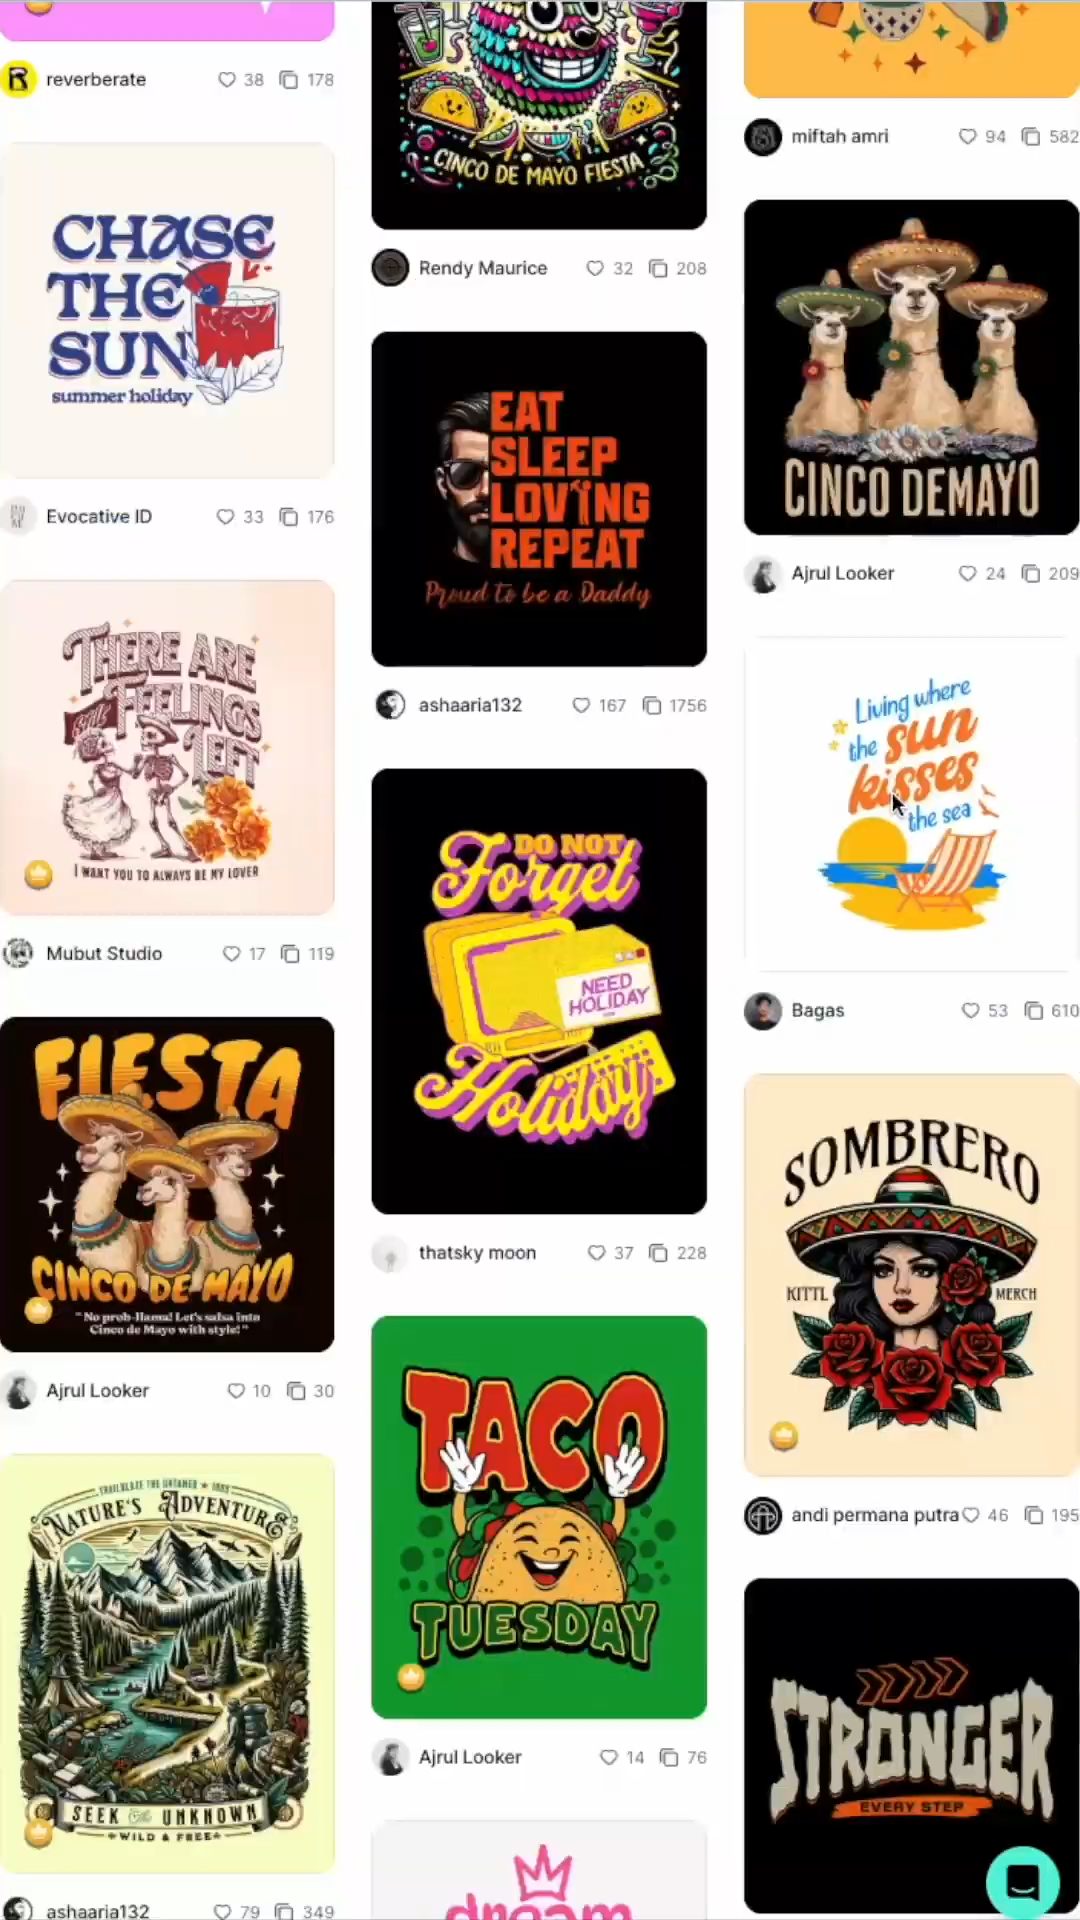 reverberate 38 178
CHASE
THE
SUN
summer holiday
Evocative ID 33 176
THERE ARE
STILL FEELINGS
LEFT
I WANT YOU TO ALWAYS BE MY LOVER
Mubut Studio 17 119
FIESTA
CINCO DE MAYO
"No prob-llama! Let's salsa into
Cinco de Mayo with style!"
Ajrul Looker 10 30
TRAILBLAZE THE UNTAMED
NATURE'S ADVENTURE
SEEK the UNKNOWN
WILD & FREE
ashaaria132 79 349
CINCO DE MAYO FIESTA
Rendy Maurice 32 208
EAT
SLEEP
LOVING
REPEAT
Proud to be a Daddy
ashaaria132 167 1756
DO NOT
Forget
NEED
HOLIDAY
Holiday
thatsky moon 37 228
TACO
TUESDAY
Ajrul Looker 14 76
dream
miftah amri 94 582
CINCO DEMAYO
Ajrul Looker 24 209
Living where
the sun
kisses
the sea
Bagas 53 610
SOMBRERO
KITTL MERCH
andi permana putra 46 195
STRONGER
EVERY STEP